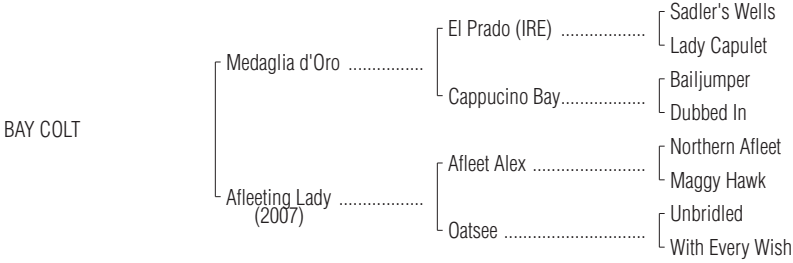 Sadler's Wells
El Prado (IRE) ..................
Lady Capulet
Medaglia d'Oro ................
Bailjumper
Cappucino Bay..................
Dubbed In
BAY COLT
Northern Afleet
Afleet Alex ........................
Maggy Hawk
Afleeting Lady ..................
(2007)
Unbridled
Oatsee ..............................
With Every Wish